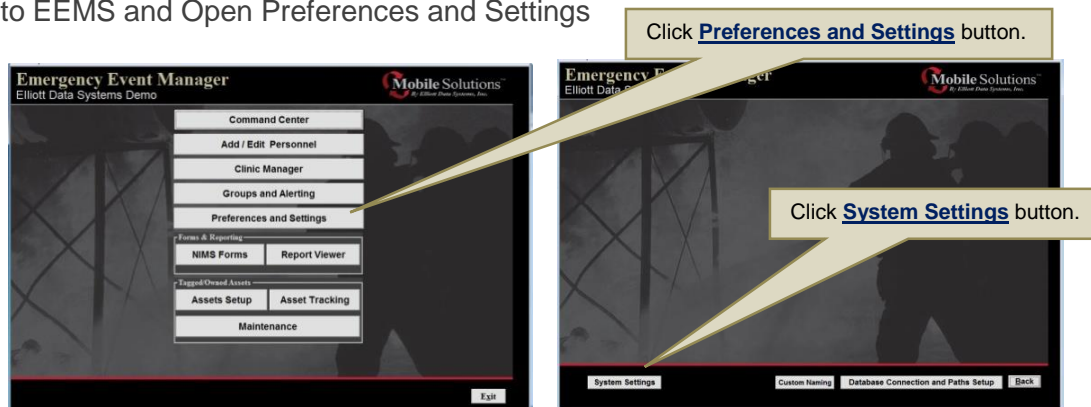 to EEMS and Open Preferences and Settings
Click Preferences and Settings button.
Emergency Event Manager
Elliott Data Systems Demo
Mobile Solutions™
By Elliott Data Systems, Inc.
Command Center
Add / Edit Personnel
Clinic Manager
Groups and Alerting
Preferences and Settings
Forms & Reporting
NIMS Forms Report Viewer
Tagged/Owned Assets
Assets Setup Asset Tracking
Maintenance
Exit
Emergency
Elliott Data
Mobile Solutions™
By Elliott Data Systems, Inc.
Click System Settings button.
System Settings Custom Naming Database Connection and Paths Setup Back